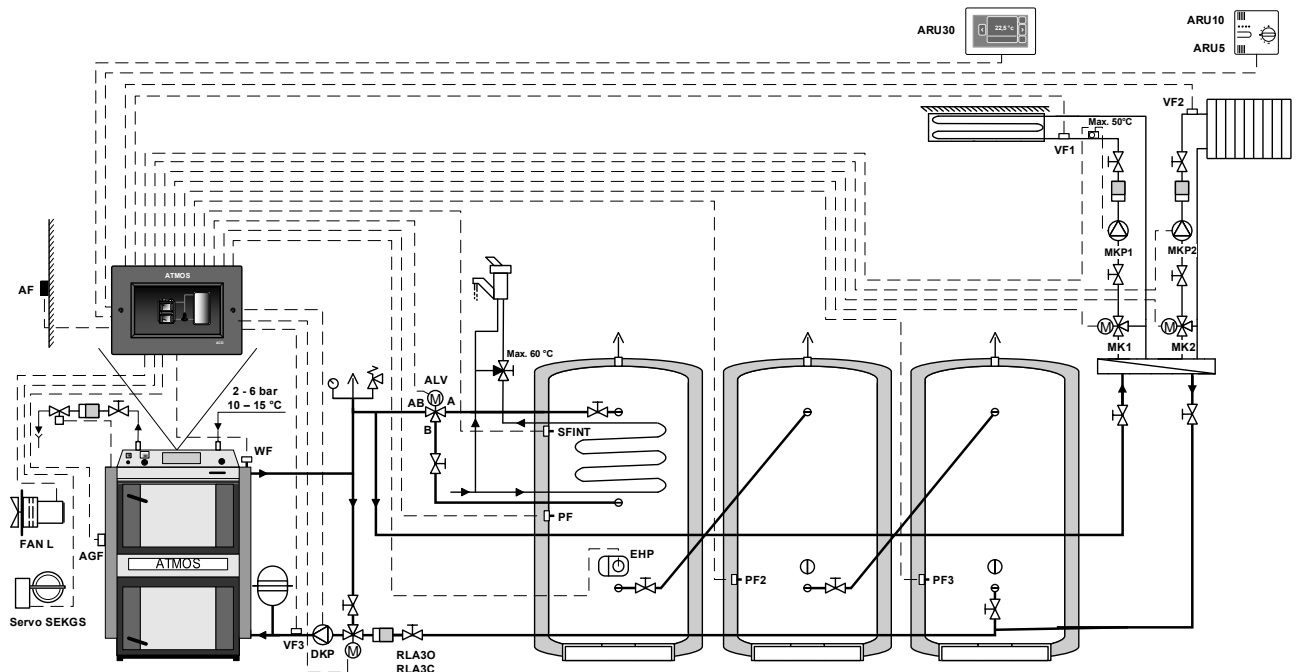 ARU30
22,5 °c
ARU10
ARU5
VF2
Max. 50°C
VF1
MKP1
MKP2
AF
ATMOS
Max. 60 °C
M
MK1
M
MK2
2 - 6 bar
10 – 15 °C
ALV
M
AB
A
B
WF
SFINT
PF
FAN L
AGF
ATMOS
EHP
PF2
PF3
Servo SEKGS
VF3
DKP
M
RLA3O
RLA3C